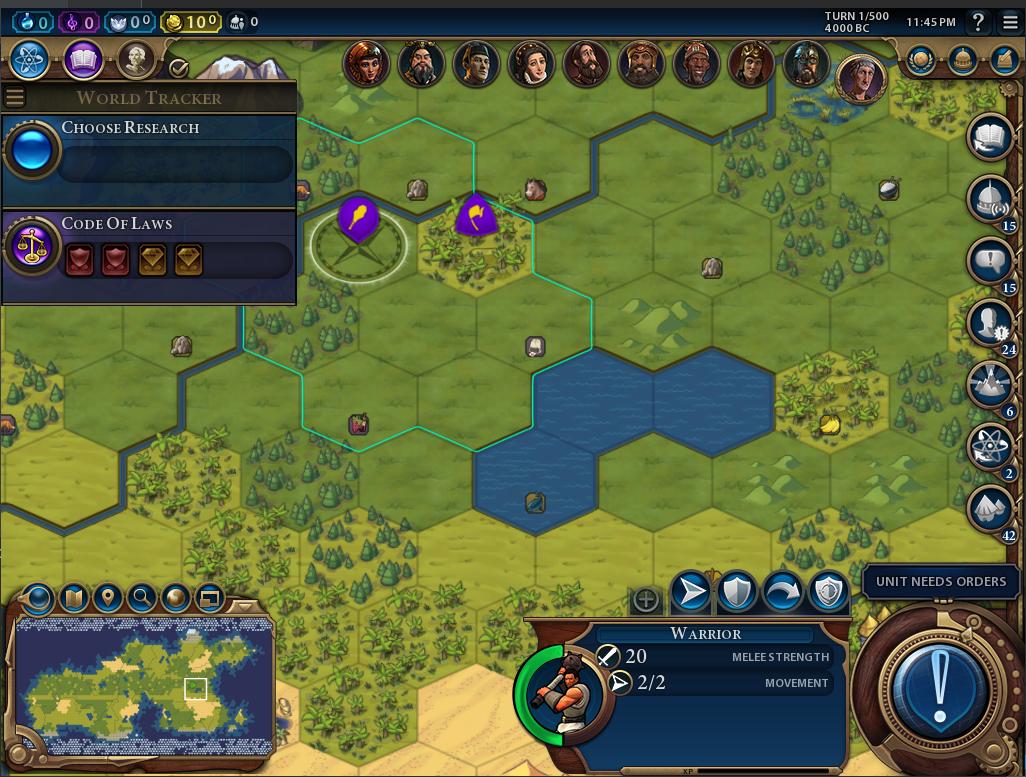 0 0 0⁰ 10⁰ 0
TURN 1/500
4000 BC
11:45 PM
?
WORLD TRACKER
CHOOSE RESEARCH
CODE OF LAWS
15
15
24
6
2
42
UNIT NEEDS ORDERS
WARRIOR
20 MELEE STRENGTH
2/2 MOVEMENT
XP